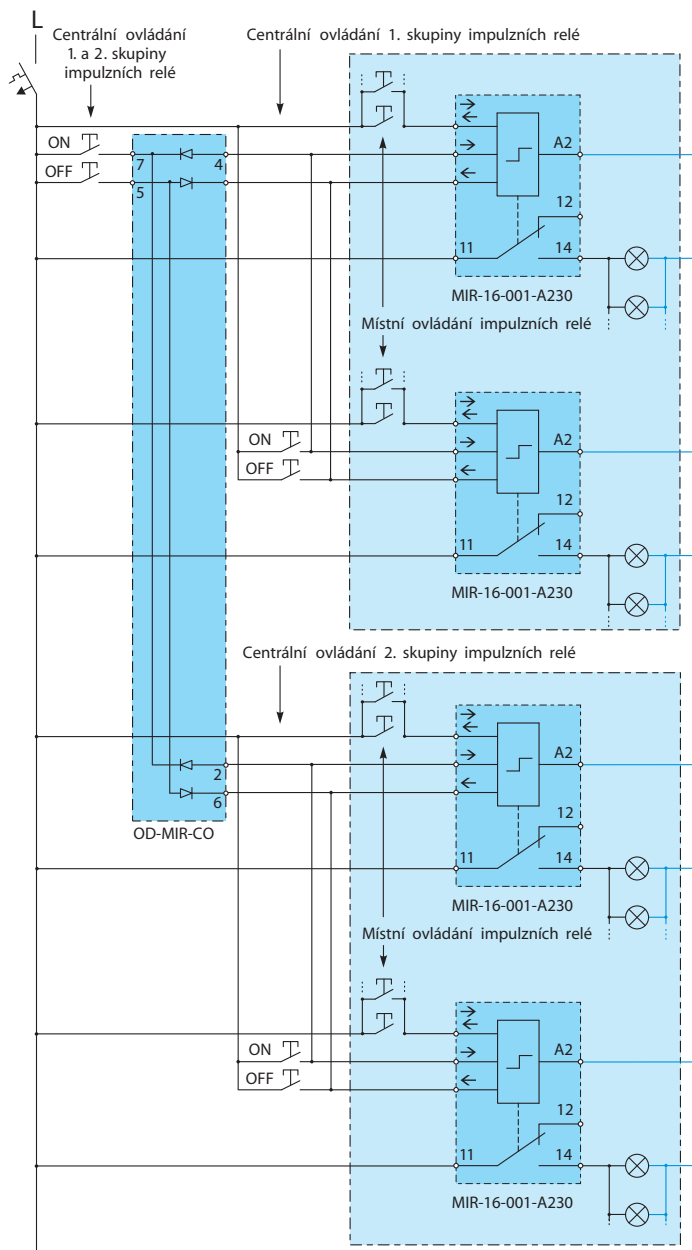 L
Centrální ovládání
1. a 2. skupiny
impulzních relé
Centrální ovládání 1. skupiny impulzních relé
ON
OFF
7
4
5
A2
12
11
14
MIR-16-001-A230
Místní ovládání impulzních relé
ON
OFF
A2
12
11
14
MIR-16-001-A230
Centrální ovládání 2. skupiny impulzních relé
2
6
OD-MIR-CO
A2
12
11
14
MIR-16-001-A230
Místní ovládání impulzních relé
ON
OFF
A2
12
11
14
MIR-16-001-A230